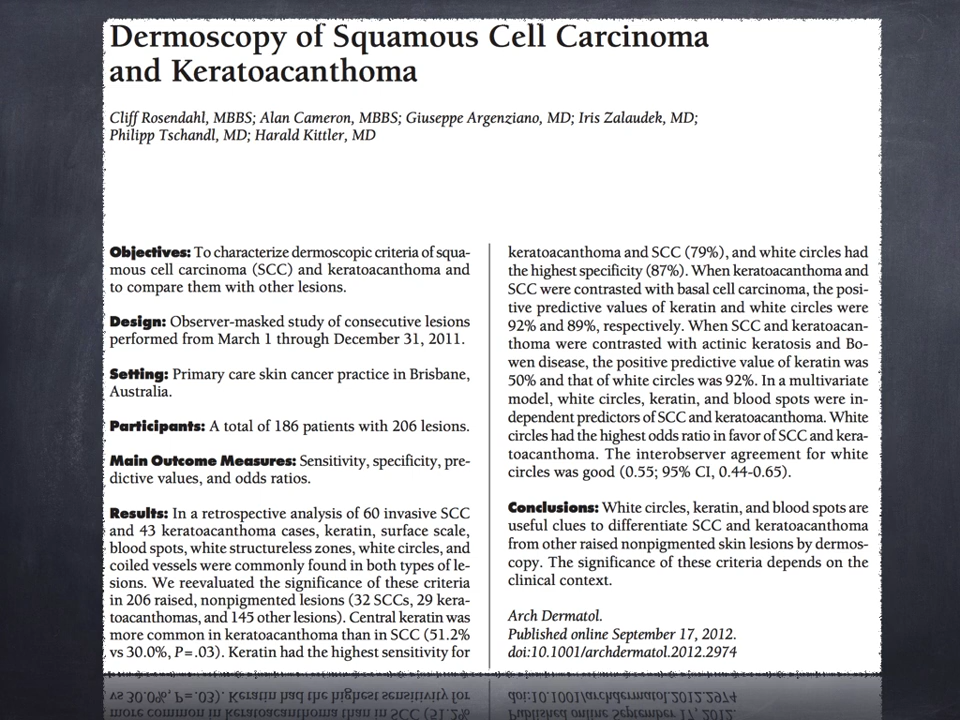 Dermoscopy of Squamous Cell Carcinoma
and Keratoacanthoma
Cliff Rosendahl, MBBS; Alan Cameron, MBBS; Giuseppe Argenziano, MD; Iris Zalaudek, MD;
Philipp Tschandl, MD; Harald Kittler, MD
Objectives: To characterize dermoscopic criteria of squa-
mous cell carcinoma (SCC) and keratoacanthoma and
to compare them with other lesions.
Design: Observer-masked study of consecutive lesions
performed from March 1 through December 31, 2011.
Setting: Primary care skin cancer practice in Brisbane,
Australia.
Participants: A total of 186 patients with 206 lesions.
Main Outcome Measures: Sensitivity, specificity, pre-
dictive values, and odds ratios.
Results: In a retrospective analysis of 60 invasive SCC
and 43 keratoacanthoma cases, keratin, surface scale,
blood spots, white structureless zones, white circles, and
coiled vessels were commonly found in both types of le-
sions. We reevaluated the significance of these criteria
in 206 raised, nonpigmented lesions (32 SCCs, 29 kera-
toacanthomas, and 145 other lesions). Central keratin was
more common in keratoacanthoma than in SCC (51.2%
vs 30.0%, P=.03). Keratin had the highest sensitivity for
keratoacanthoma and SCC (79%), and white circles had
the highest specificity (87%). When keratoacanthoma and
SCC were contrasted with basal cell carcinoma, the posi-
tive predictive values of keratin and white circles were
92% and 89%, respectively. When SCC and keratoacan-
thoma were contrasted with actinic keratosis and Bo-
wen disease, the positive predictive value of keratin was
50% and that of white circles was 92%. In a multivariate
model, white circles, keratin, and blood spots were in-
dependent predictors of SCC and keratoacanthoma. White
circles had the highest odds ratio in favor of SCC and kera-
toacanthoma. The interobserver agreement for white
circles was good (0.55; 95% CI, 0.44-0.65).
Conclusions: White circles, keratin, and blood spots are
useful clues to differentiate SCC and keratoacanthoma
from other raised nonpigmented skin lesions by dermos-
copy. The significance of these criteria depends on the
clinical context.
Arch Dermatol.
Published online September 17, 2012.
doi:10.1001/archdermatol.2012.2974